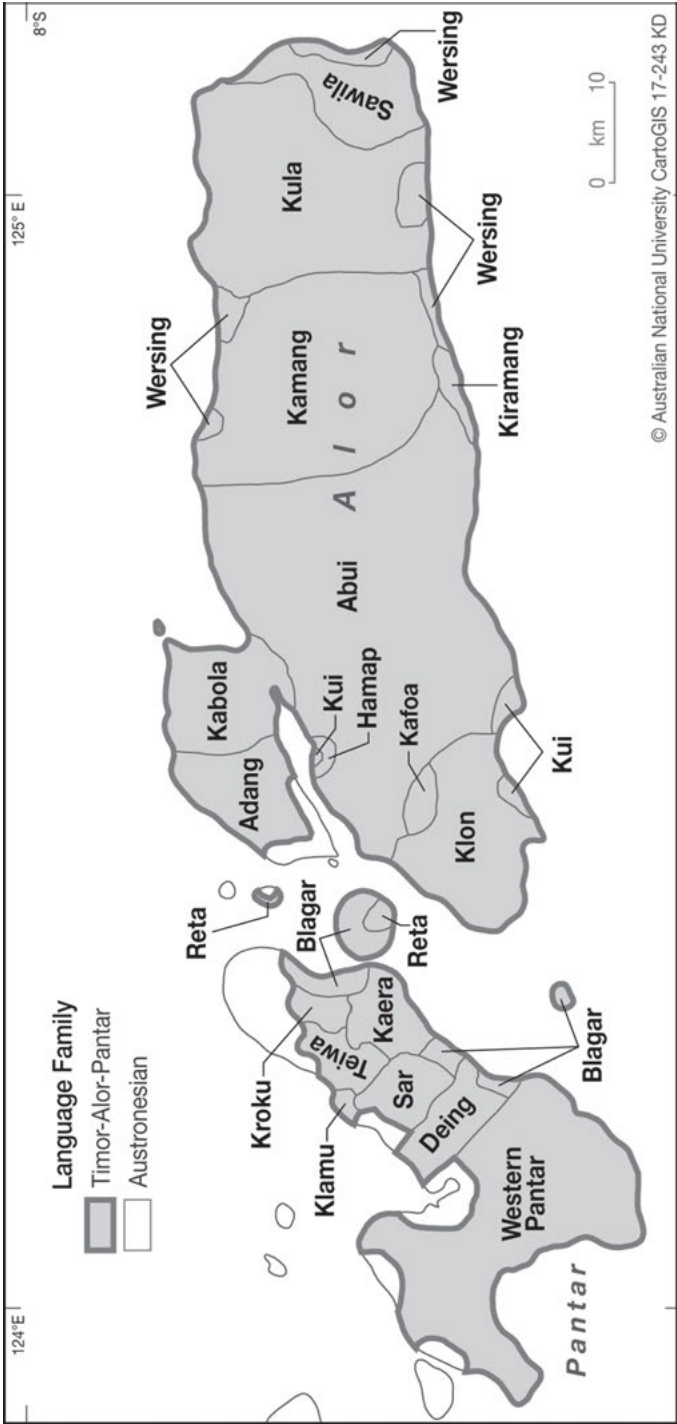 124°E
125° E
8°S
Language Family
Timor-Alor-Pantar
Austronesian
Wersing
Wersing
Kula
Sawila
Wersing
Kamang
Alor
Kiramang
Abui
Kabola
Adang
Kui
Hamap
Kafoa
Klon
Kui
Reta
Blagar
Reta
Kroku
Teiwa
Kaera
Klamu
Sar
Deing
Blagar
Western
Pantar
Pantar
0 km 10
© Australian National University CartoGIS 17-243 KD